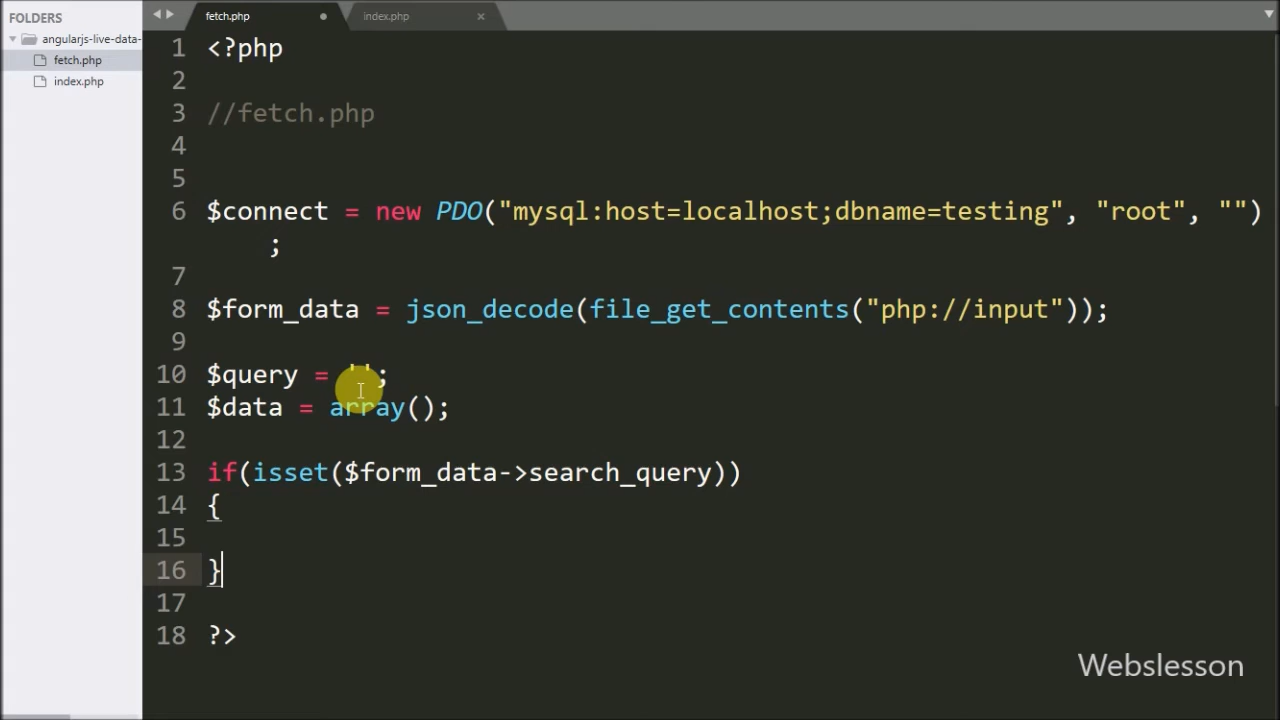 FOLDERS
angularjs-live-data-
fetch.php
index.php
fetch.php
index.php
1 <?php
2
3 //fetch.php
4
5
6 $connect = new PDO("mysql:host=localhost;dbname=testing", "root", "")
;
7
8 $form_data = json_decode(file_get_contents("php://input"));
9
10 $query = '';
11 $data = array();
12
13 if(isset($form_data->search_query))
14 {
15
16 }
17
18 ?>
Webslesson